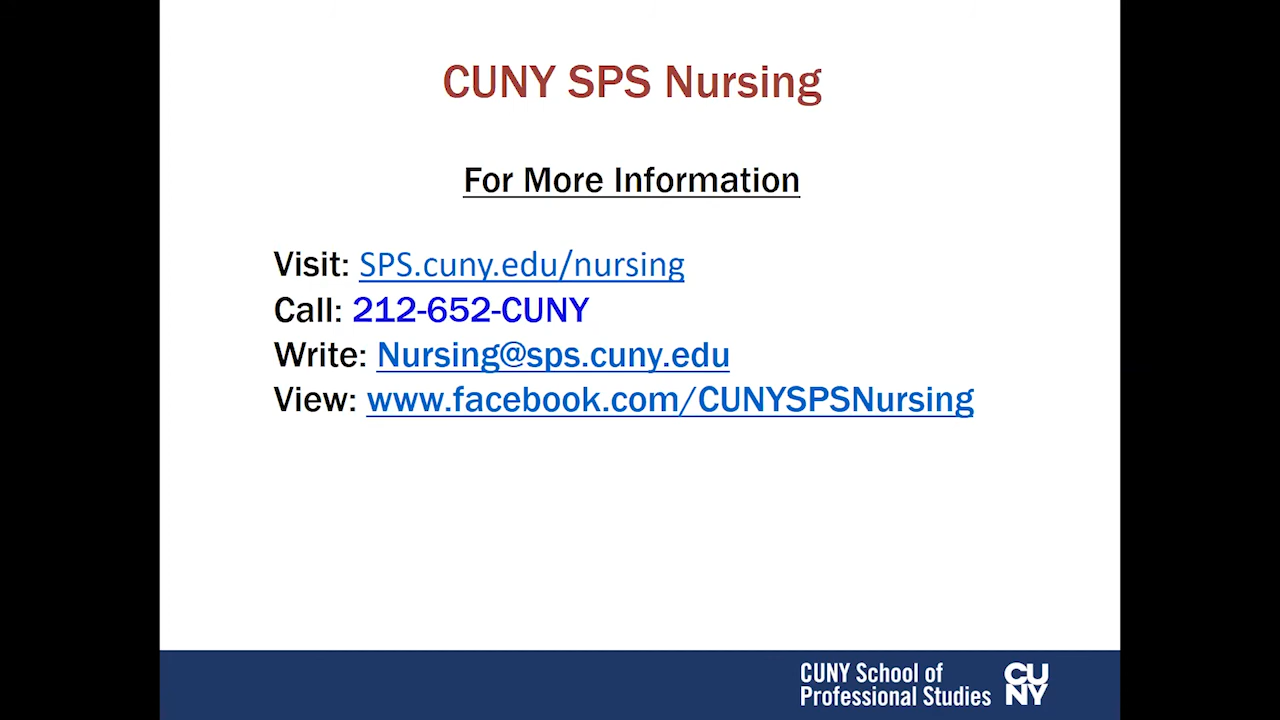 CUNY SPS Nursing
For More Information
Visit: SPS.cuny.edu/nursing
Call: 212-652-CUNY
Write: Nursing@sps.cuny.edu
View: www.facebook.com/CUNYSPSNursing
CUNY School of
Professional Studies
CU
NY